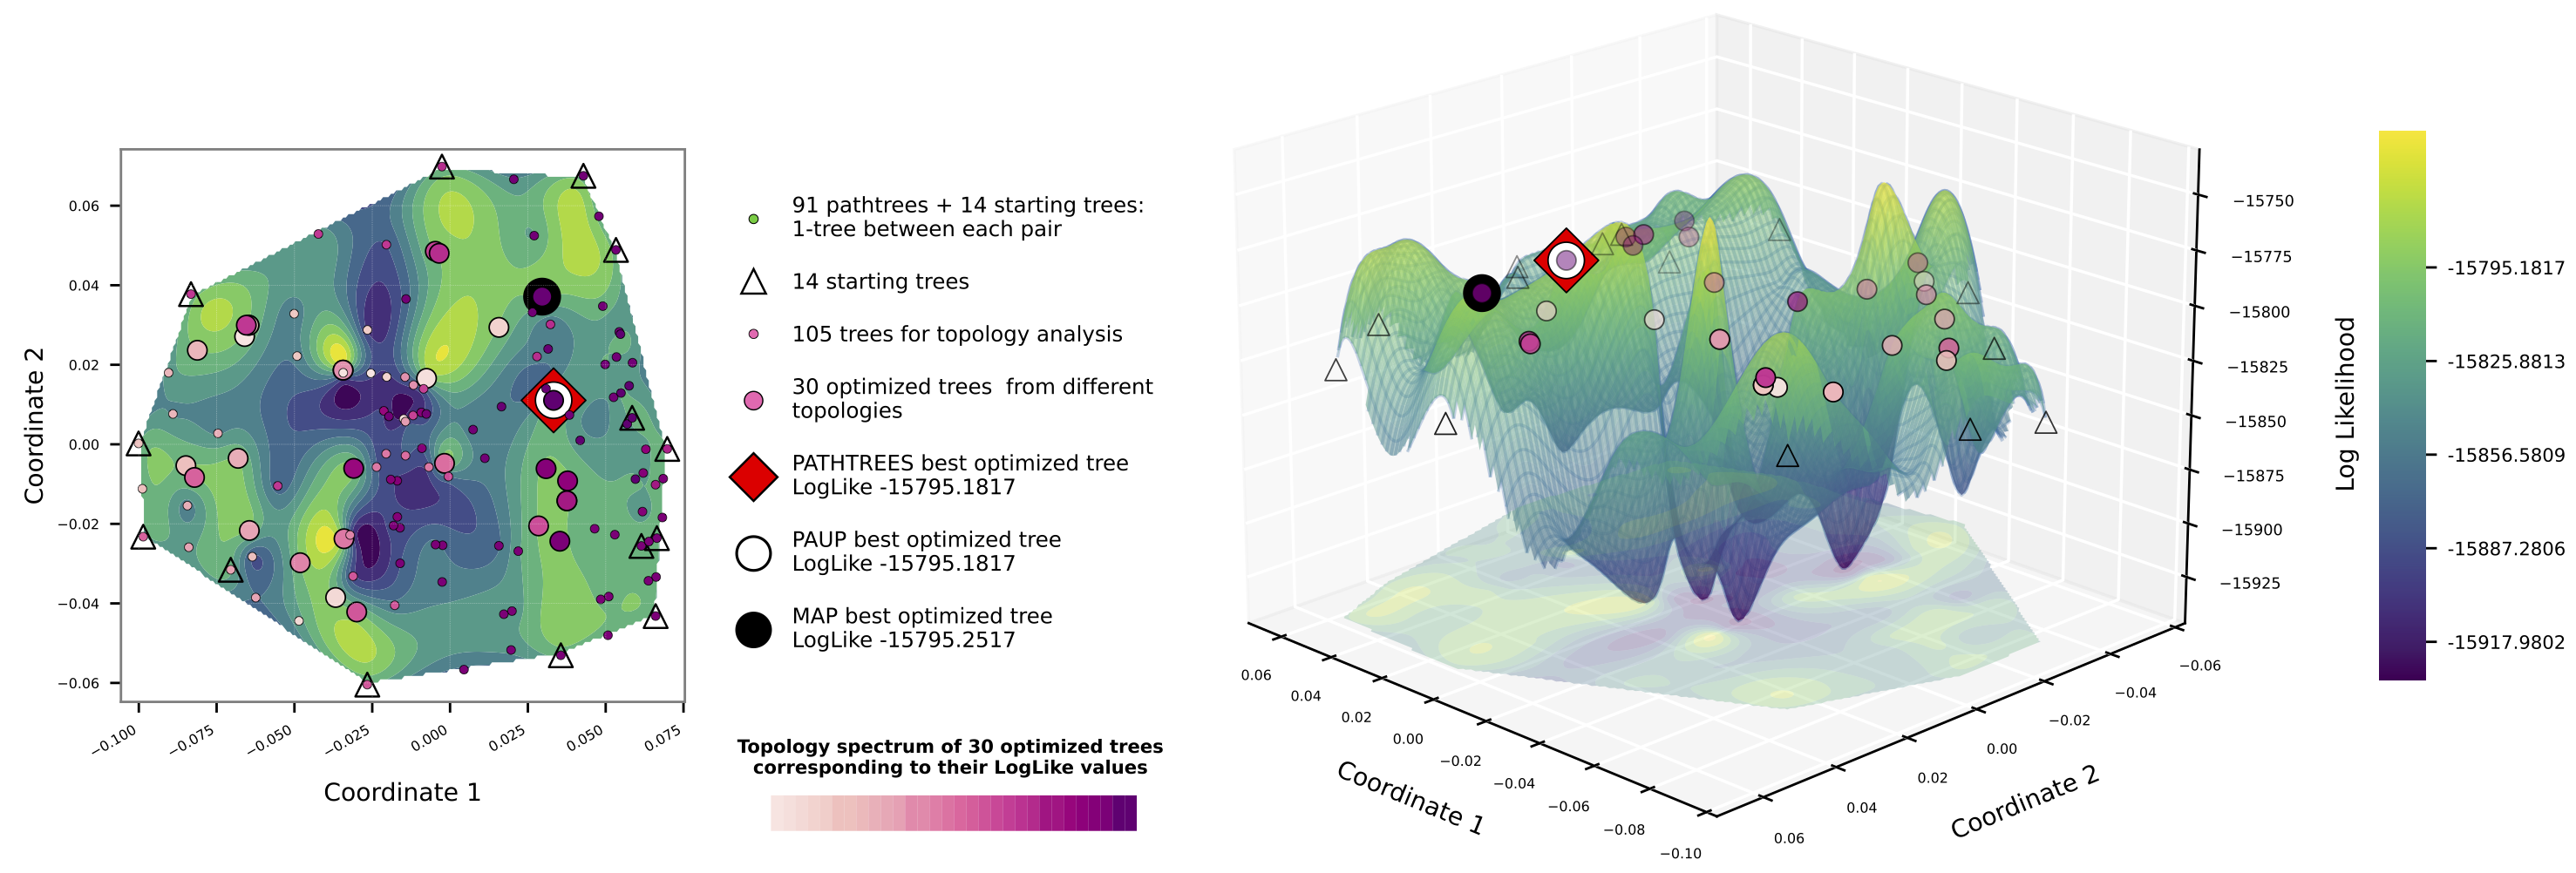 0.06
0.04
0.02
0.00
−0.02
−0.04
−0.06
Coordinate 2
−0.100
−0.075
−0.050
−0.025
0.000
0.025
0.050
0.075
Coordinate 1
91 pathtrees + 14 starting trees:
1-tree between each pair
14 starting trees
105 trees for topology analysis
30 optimized trees  from different
topologies
PATHTREES best optimized tree
LogLike -15795.1817
PAUP best optimized tree
LogLike -15795.1817
MAP best optimized tree
LogLike -15795.2517
Topology spectrum of 30 optimized trees
corresponding to their LogLike values
0.06
0.04
0.02
0.00
−0.02
−0.04
−0.06
−0.08
−0.10
Coordinate 1
0.06
0.04
0.02
0.00
−0.02
−0.04
−0.06
Coordinate 2
−15750
−15775
−15800
−15825
−15850
−15875
−15900
−15925
Log Likelihood
-15795.1817
-15825.8813
-15856.5809
-15887.2806
-15917.9802